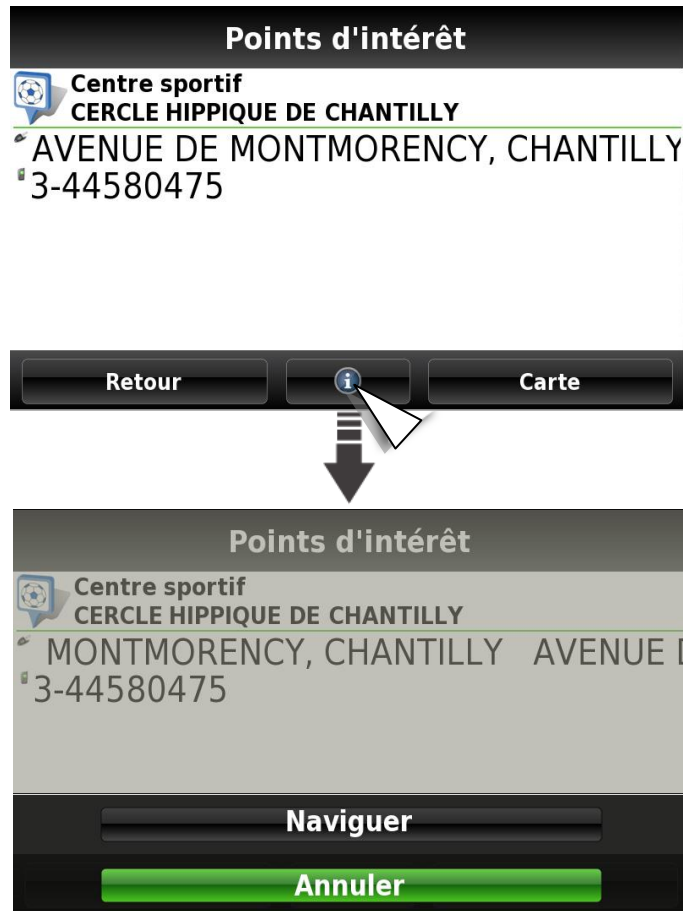 Points d'intérêt
Centre sportif
CERCLE HIPPIQUE DE CHANTILLY
AVENUE DE MONTMORENCY, CHANTILLY
3-44580475
Retour
Carte
Points d'intérêt
Centre sportif
CERCLE HIPPIQUE DE CHANTILLY
MONTMORENCY, CHANTILLY AVENUE D
3-44580475
Naviguer
Annuler